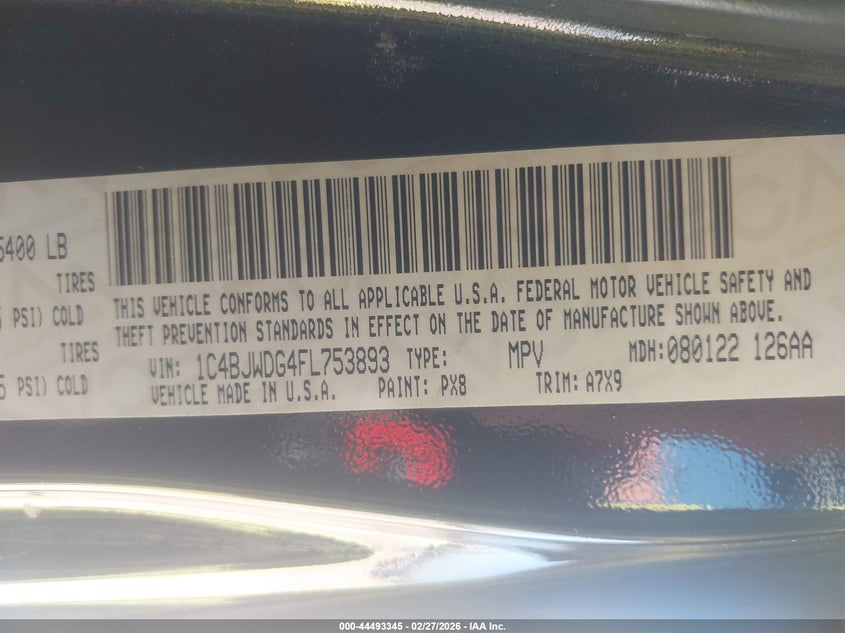 5400 LB
TIRES
PSI) COLD
TIRES
5 PSI) COLD
THIS VEHICLE CONFORMS TO ALL APPLICABLE U.S.A. FEDERAL MOTOR VEHICLE SAFETY AND
THEFT PREVENTION STANDARDS IN EFFECT ON THE DATE OF MANUFACTURE SHOWN ABOVE.
VIN: 1C4BJWDG4FL753893 TYPE: MPV MDH:080122 126AA
VEHICLE MADE IN U.S.A. PAINT: PX8 TRIM: A7X9
000-44493345 - 02/27/2026 - IAA Inc.